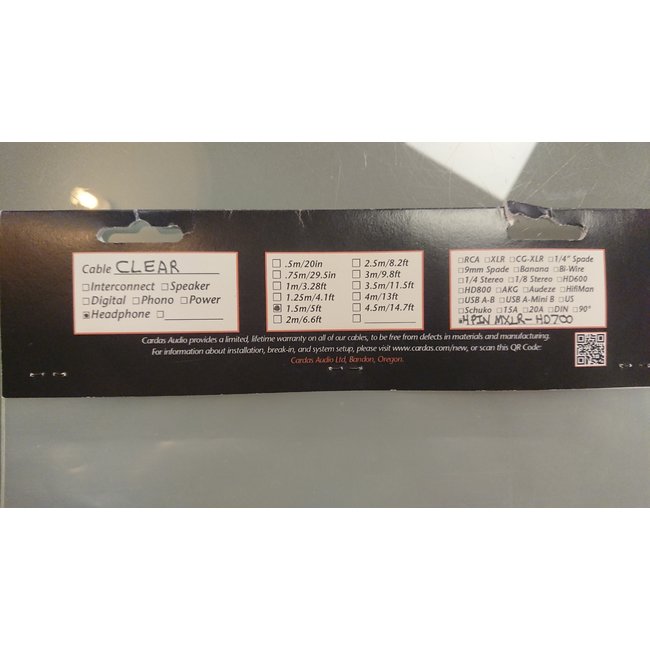 Cable CLEAR
☐Interconnect ☐Speaker
☐Digital ☐Phono ☐Power
☒Headphone ☐
☐ .5m/20in ☐ 2.5m/8.2ft
☐ .75m/29.5in ☐ 3m/9.8ft
☐ 1m/3.28ft ☐ 3.5m/11.5ft
☐ 1.25m/4.1ft ☐ 4m/13ft
☒ 1.5m/5ft ☐ 4.5m/14.7ft
☐ 2m/6.6ft ☐
☐RCA ☐XLR ☐CG-XLR ☐1/4" Spade
☐9mm Spade ☐Banana ☐Bi-Wire
☐1/4 Stereo ☐1/8 Stereo ☐HD600
☐HD800 ☐AKG ☐Audeze ☐HifiMan
☐USB A-B ☐USB A-Mini B ☐US
☐Schuko ☐15A ☐20A ☐DIN ☐90°
☒4PIN MXLR-HD700
Cardas Audio provides a limited, lifetime warranty on all of our cables, to be free from defects in materials and manufacturing.
For information about installation, break-in, and system setup, please visit www.cardas.com/new, or scan this QR Code:
Cardas Audio Ltd, Bandon, Oregon.